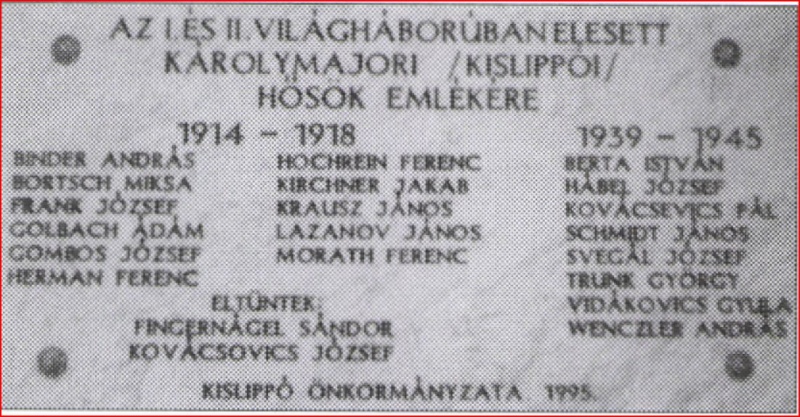 AZ I. ÉS II. VILÁGHÁBORÚBAN ELESETT
KÁROLYMAJORI /KISLIPPÓI/
HŐSÖK EMLÉKÉRE
1914 - 1918
BINDER ANDRÁS
BORTSCH MIKSA
FRANK JÓZSEF
GOLBACH ÁDÁM
GOMBOS JÓZSEF
HERMAN FERENC
HOCHREIN FERENC
KIRCHNER JAKAB
KRAUSZ JÁNOS
LAZANOV JÁNOS
MORATH FERENC
ELTŰNTEK:
FINGERNÁGEL SÁNDOR
KOVÁCSOVICS JÓZSEF
1939 - 1945
BERTA ISTVÁN
HÁBEL JÓZSEF
KOVÁCSEVICS PÁL
SCHMIDT JÁNOS
SVEGÁL JÓZSEF
TRUNK GYÖRGY
VIDÁKOVICS GYULA
WENCZLER ANDRÁS
KISLIPPÓ ÖNKORMÁNYZATA 1995.